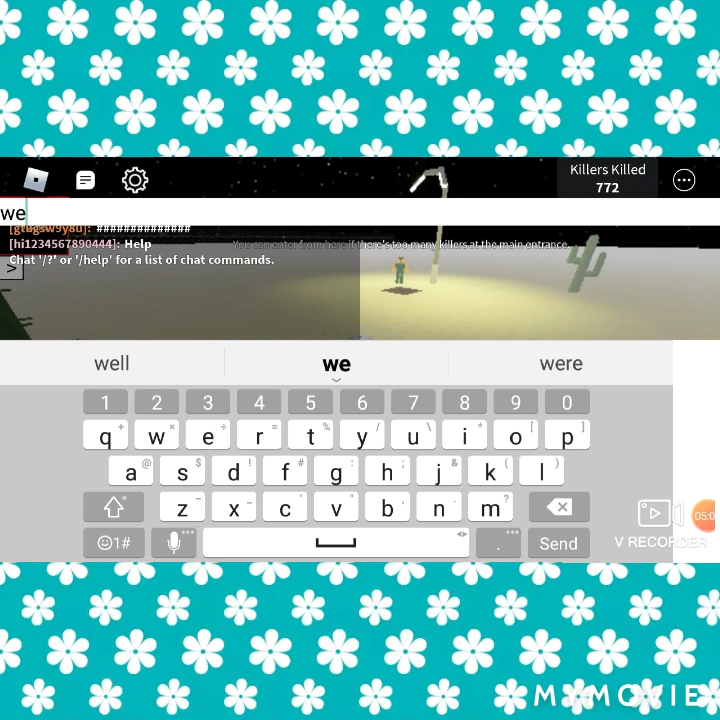 Killers Killed
772
we
[gtugsw9y8u]: ##############
[hi1234567890444]: Help
You can enter from here if there's too many killers at the main entrance.
Chat '/?' or '/help' for a list of chat commands.
>
well we were
1 2 3 4 5 6 7 8 9 0
q + w × e ÷ r = t % y / u \ i * o [ p ]
a @ s $ d ! f # g : h ; j & k ( l )
z - x _ c ' v " b , n . m ?
☺1# . Send
05:0
V RECORDER
MYMOVIE